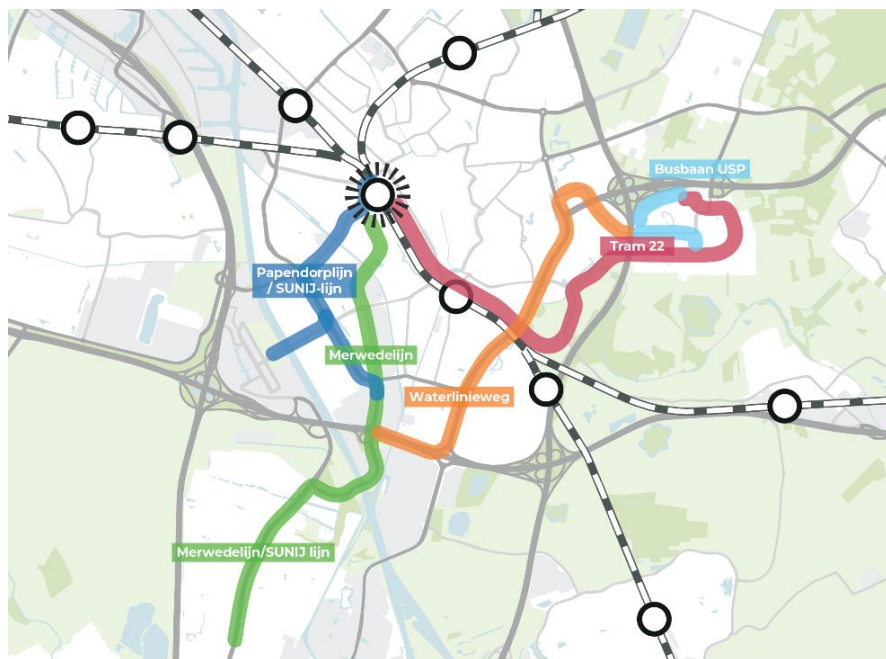 Busbaan USP
Tram 22
Papendorplijn
/ SUNIJ-lijn
Merwedelijn
Waterlinieweg
Merwedelijn/SUNIJ lijn